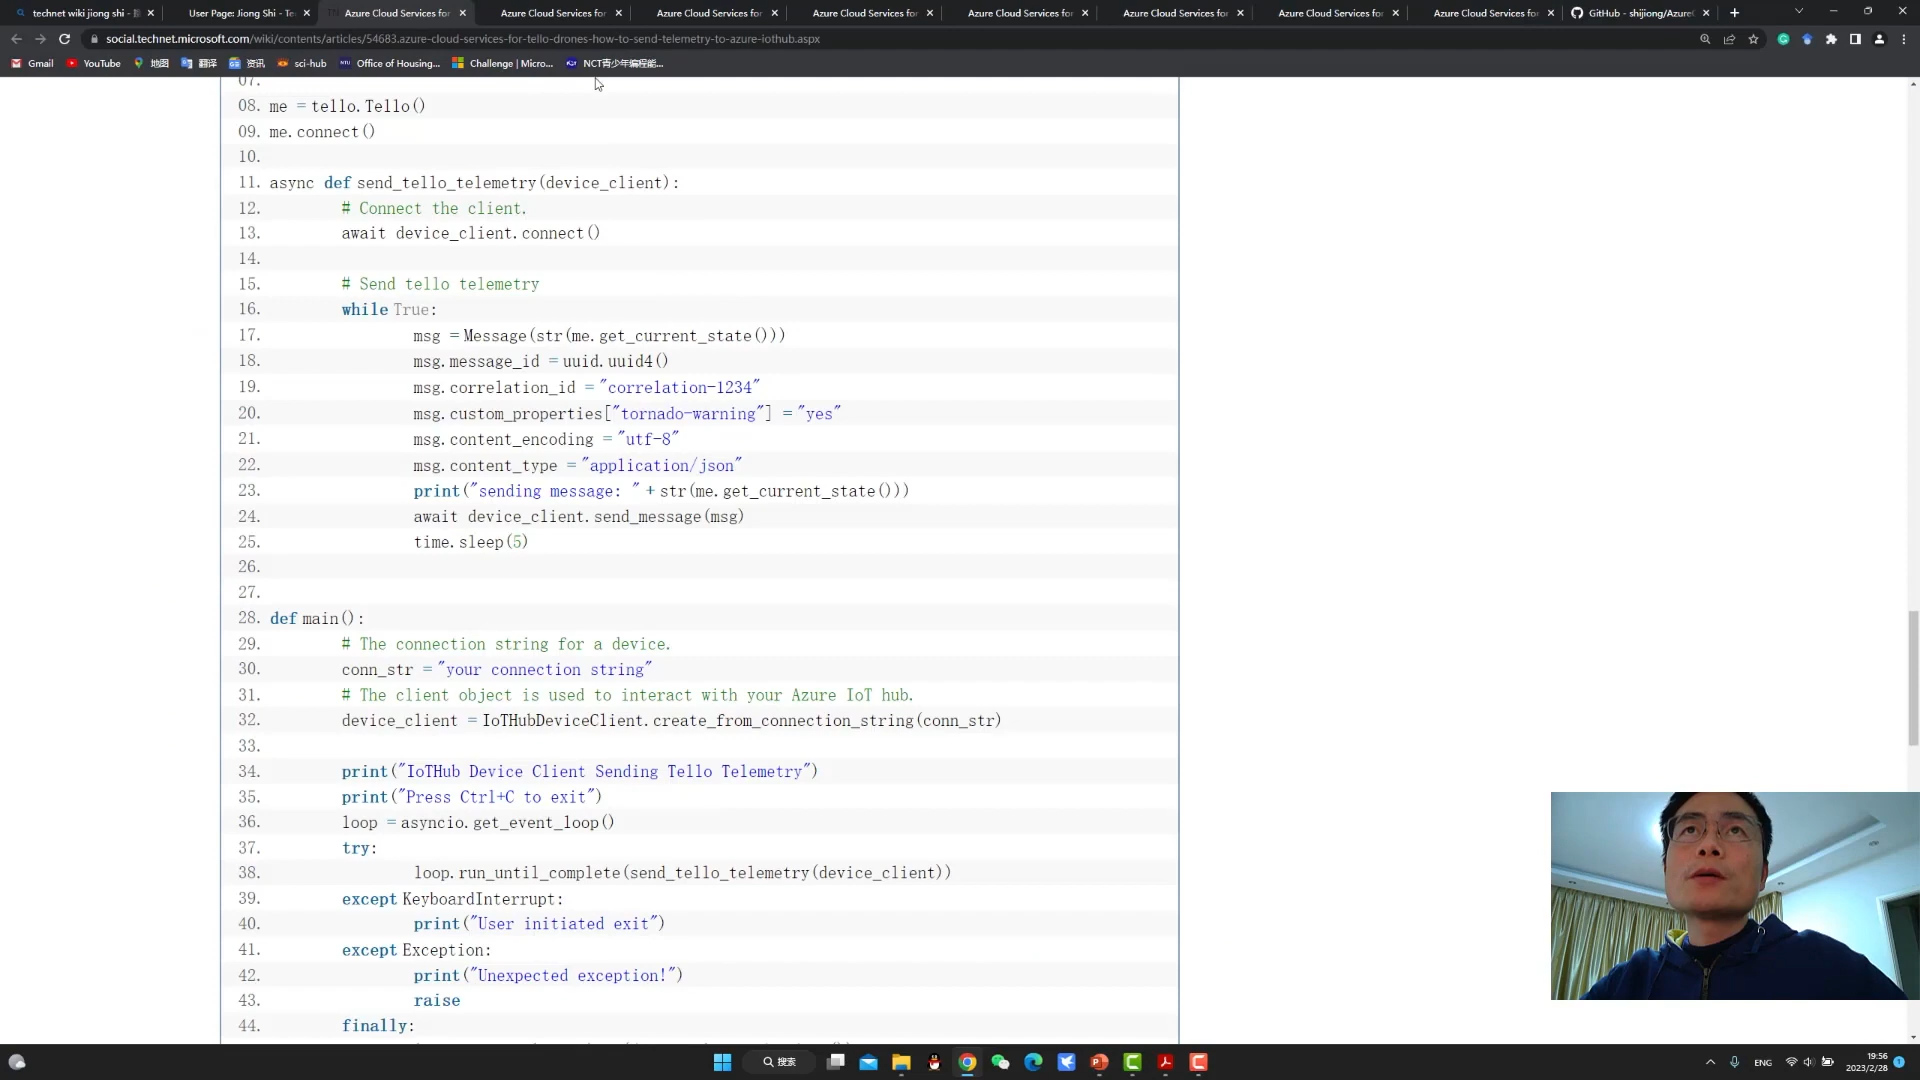 technet wiki jiong shi -
User Page: Jiong Shi - Te
Azure Cloud Services for
Azure Cloud Services for
Azure Cloud Services for
Azure Cloud Services for
Azure Cloud Services for
Azure Cloud Services for
Azure Cloud Services for
Azure Cloud Services for
GitHub - shijiong/Azure
social.technet.microsoft.com/wiki/contents/articles/54683.azure-cloud-services-for-tello-drones-how-to-send-telemetry-to-azure-iothub.aspx
Gmail YouTube 地图 翻译 资讯 sci-hub Office of Housing... Challenge | Micro... NCT青少年编程能...
07.
08. me = tello.Tello()
09. me.connect()
10.
11. async def send_tello_telemetry(device_client):
12. # Connect the client.
13. await device_client.connect()
14.
15. # Send tello telemetry
16. while True:
17. msg = Message(str(me.get_current_state()))
18. msg.message_id = uuid.uuid4()
19. msg.correlation_id = "correlation-1234"
20. msg.custom_properties["tornado-warning"] = "yes"
21. msg.content_encoding = "utf-8"
22. msg.content_type = "application/json"
23. print("sending message: " + str(me.get_current_state()))
24. await device_client.send_message(msg)
25. time.sleep(5)
26.
27.
28. def main():
29. # The connection string for a device.
30. conn_str = "your connection string"
31. # The client object is used to interact with your Azure IoT hub.
32. device_client = IoTHubDeviceClient.create_from_connection_string(conn_str)
33.
34. print("IoTHub Device Client Sending Tello Telemetry")
35. print("Press Ctrl+C to exit")
36. loop = asyncio.get_event_loop()
37. try:
38. loop.run_until_complete(send_tello_telemetry(device_client))
39. except KeyboardInterrupt:
40. print("User initiated exit")
41. except Exception:
42. print("Unexpected exception!")
43. raise
44. finally:
搜索
ENG
19:56
2023/2/28